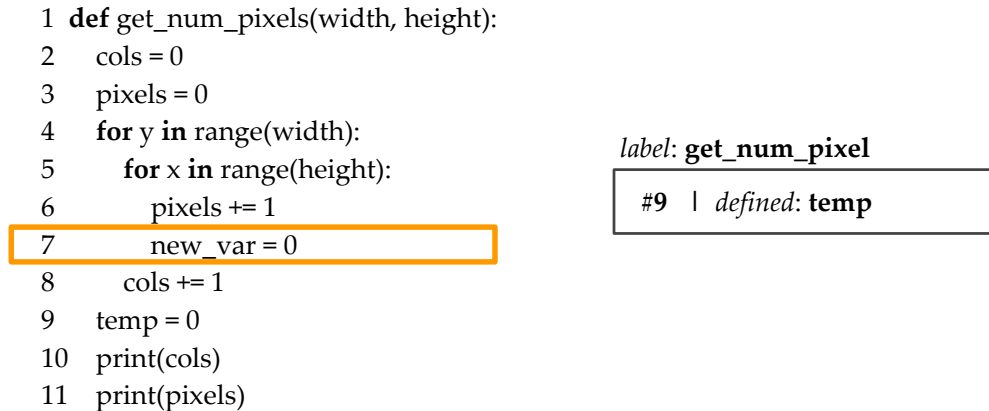 1 def get_num_pixels(width, height):
2 cols = 0
3 pixels = 0
4 for y in range(width):
5 for x in range(height):
6 pixels += 1
7 new_var = 0
8 cols += 1
9 temp = 0
10 print(cols)
11 print(pixels)
label: get_num_pixel
#9 | defined: temp